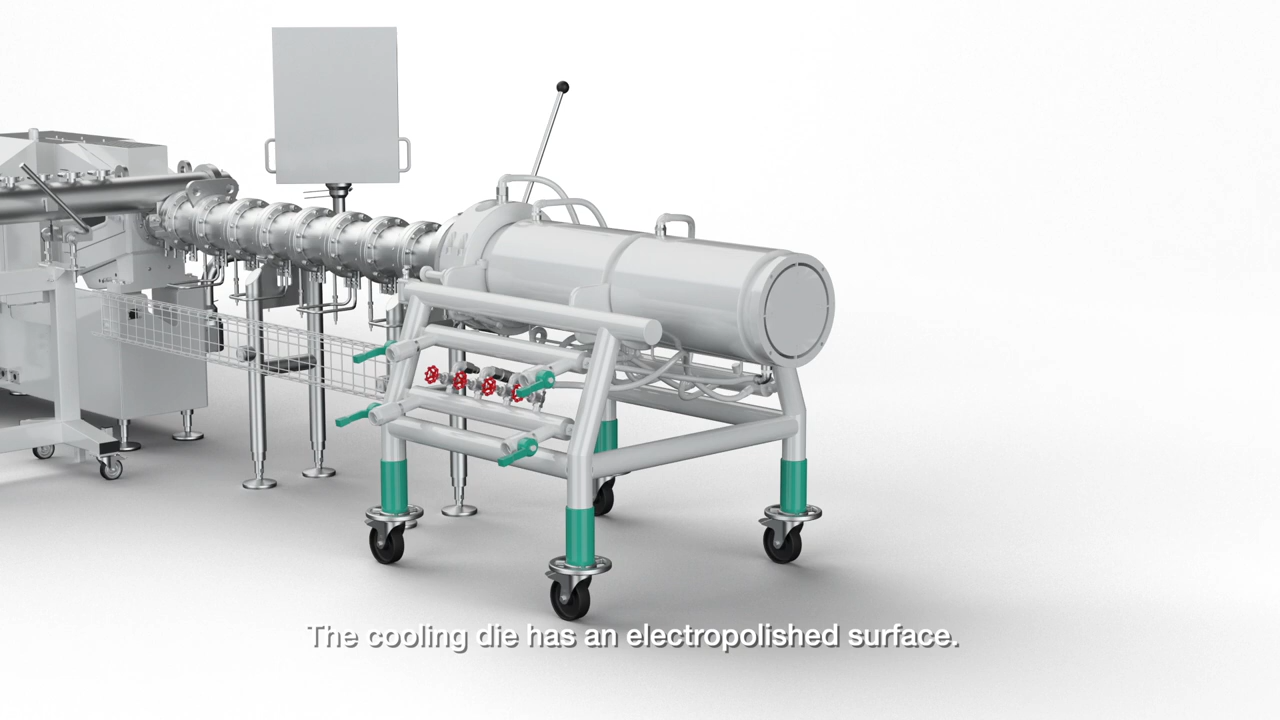 The cooling die has an electropolished surface.